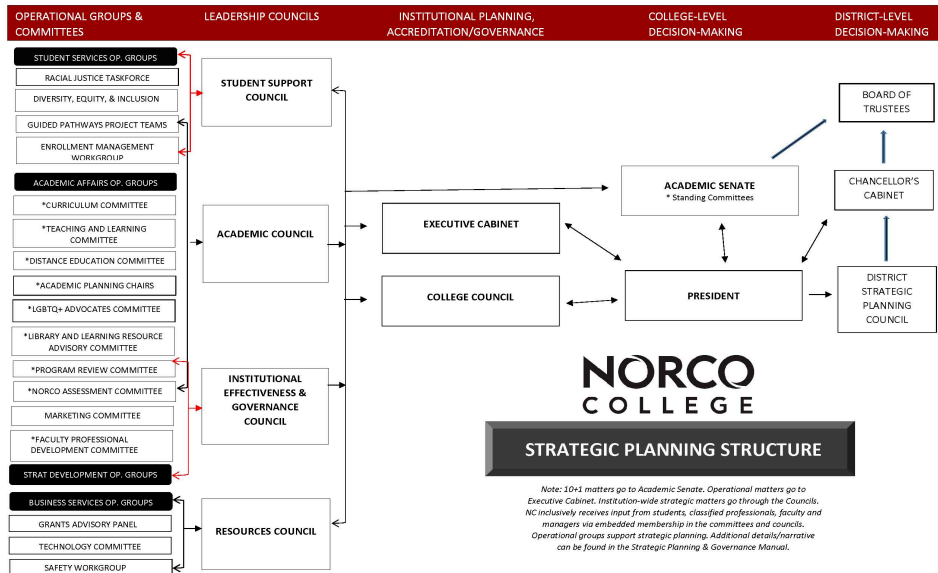 OPERATIONAL GROUPS &
COMMITTEES
LEADERSHIP COUNCILS
INSTITUTIONAL PLANNING,
ACCREDITATION/GOVERNANCE
COLLEGE-LEVEL
DECISION-MAKING
DISTRICT-LEVEL
DECISION-MAKING
STUDENT SERVICES OP. GROUPS
RACIAL JUSTICE TASKFORCE
DIVERSITY, EQUITY, & INCLUSION
GUIDED PATHWAYS PROJECT TEAMS
ENROLLMENT MANAGEMENT
WORKGROUP
ACADEMIC AFFAIRS OP. GROUPS
*CURRICULUM COMMITTEE
*TEACHING AND LEARNING
COMMITTEE
*DISTANCE EDUCATION COMMITTEE
*ACADEMIC PLANNING CHAIRS
*LGBTQ+ ADVOCATES COMMITTEE
*LIBRARY AND LEARNING RESOURCE
ADVISORY COMMITTEE
*PROGRAM REVIEW COMMITTEE
*NORCO ASSESSMENT COMMITTEE
MARKETING COMMITTEE
*FACULTY PROFESSIONAL
DEVELOPMENT COMMITTEE
STRAT DEVELOPMENT OP. GROUPS
BUSINESS SERVICES OP. GROUPS
GRANTS ADVISORY PANEL
TECHNOLOGY COMMITTEE
SAFETY WORKGROUP
STUDENT SUPPORT
COUNCIL
ACADEMIC COUNCIL
INSTITUTIONAL
EFFECTIVENESS &
GOVERNANCE
COUNCIL
RESOURCES COUNCIL
EXECUTIVE CABINET
COLLEGE COUNCIL
ACADEMIC SENATE
* Standing Committees
PRESIDENT
BOARD OF
TRUSTEES
CHANCELLOR'S
CABINET
DISTRICT
STRATEGIC
PLANNING
COUNCIL
NORCO
COLLEGE
STRATEGIC PLANNING STRUCTURE
Note: 10+1 matters go to Academic Senate. Operational matters go to
Executive Cabinet. Institution-wide strategic matters go through the Councils.
NC inclusively receives input from students, classified professionals, faculty and
managers via embedded membership in the committees and councils.
Operational groups support strategic planning. Additional details/narrative
can be found in the Strategic Planning & Governance Manual.